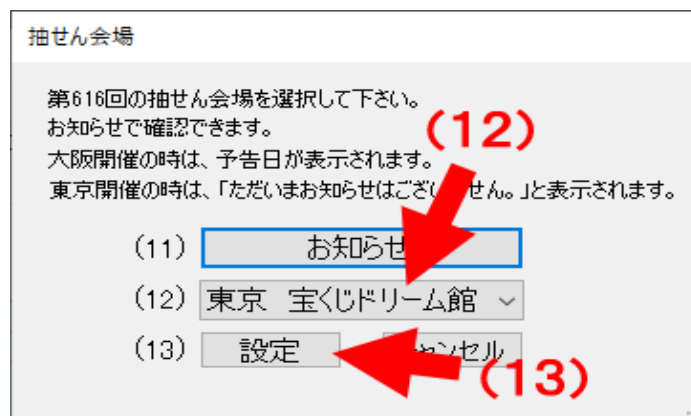 抽せん会場
第616回の抽せん会場を選択して下さい。
お知らせで確認できます。
(12)
大阪開催の時は、予告日が表示されます。
東京開催の時は、「ただいまお知らせはござ せん。」と表示されます。
(11) お知らせ
(12) 東京 宝くじドリーム館
(13) 設定 ャンセル
(13)